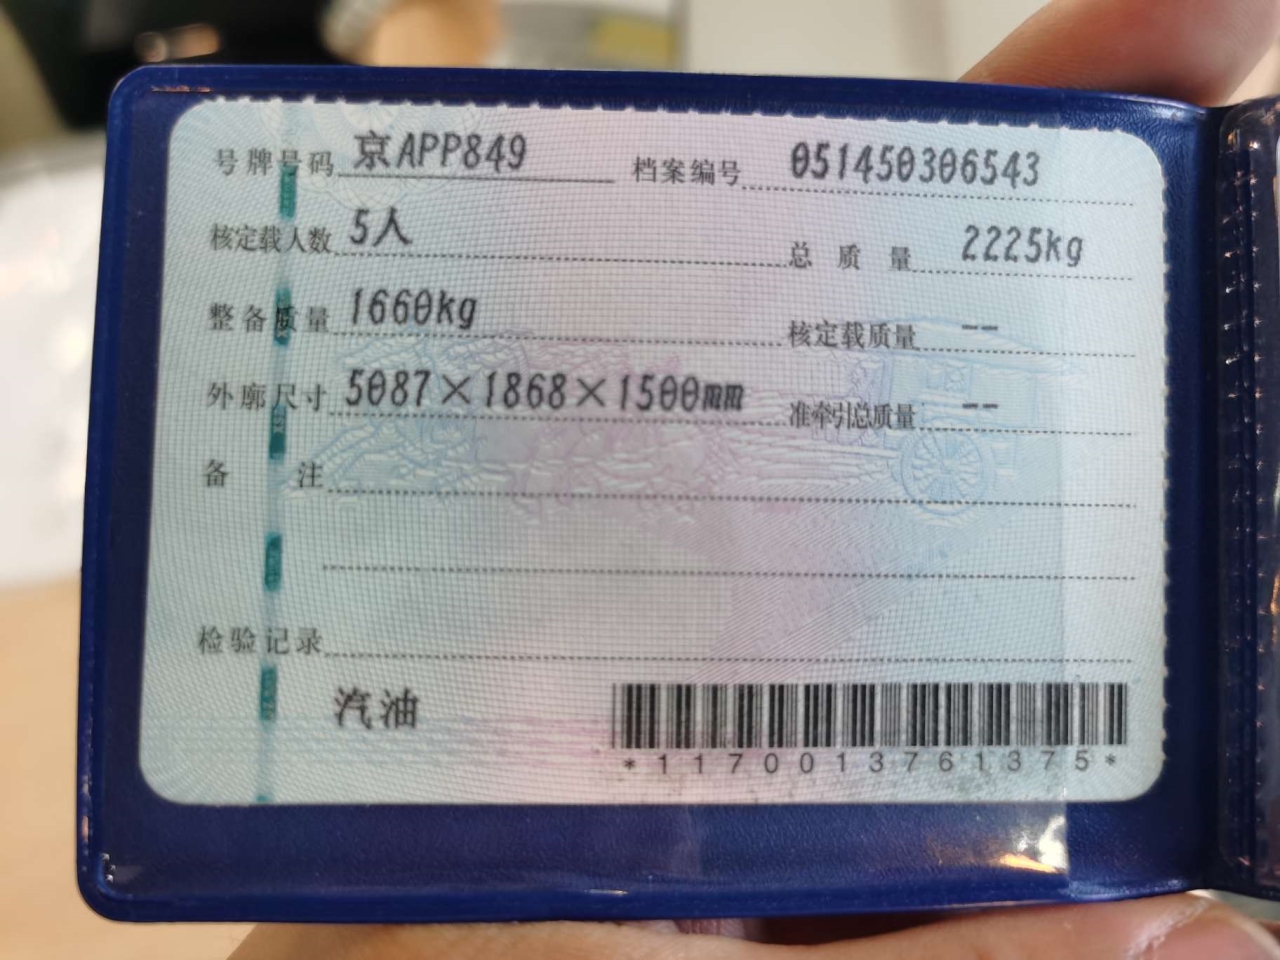 号牌号码 京APP849 档案编号 051450306543
核定载人数 5人 总质量 2225kg
整备质量 1660kg 核定载质量 --
外廓尺寸 5087×1868×1500mm 准牵引总质量 --
备注
检验记录
汽油
*1170013761375*